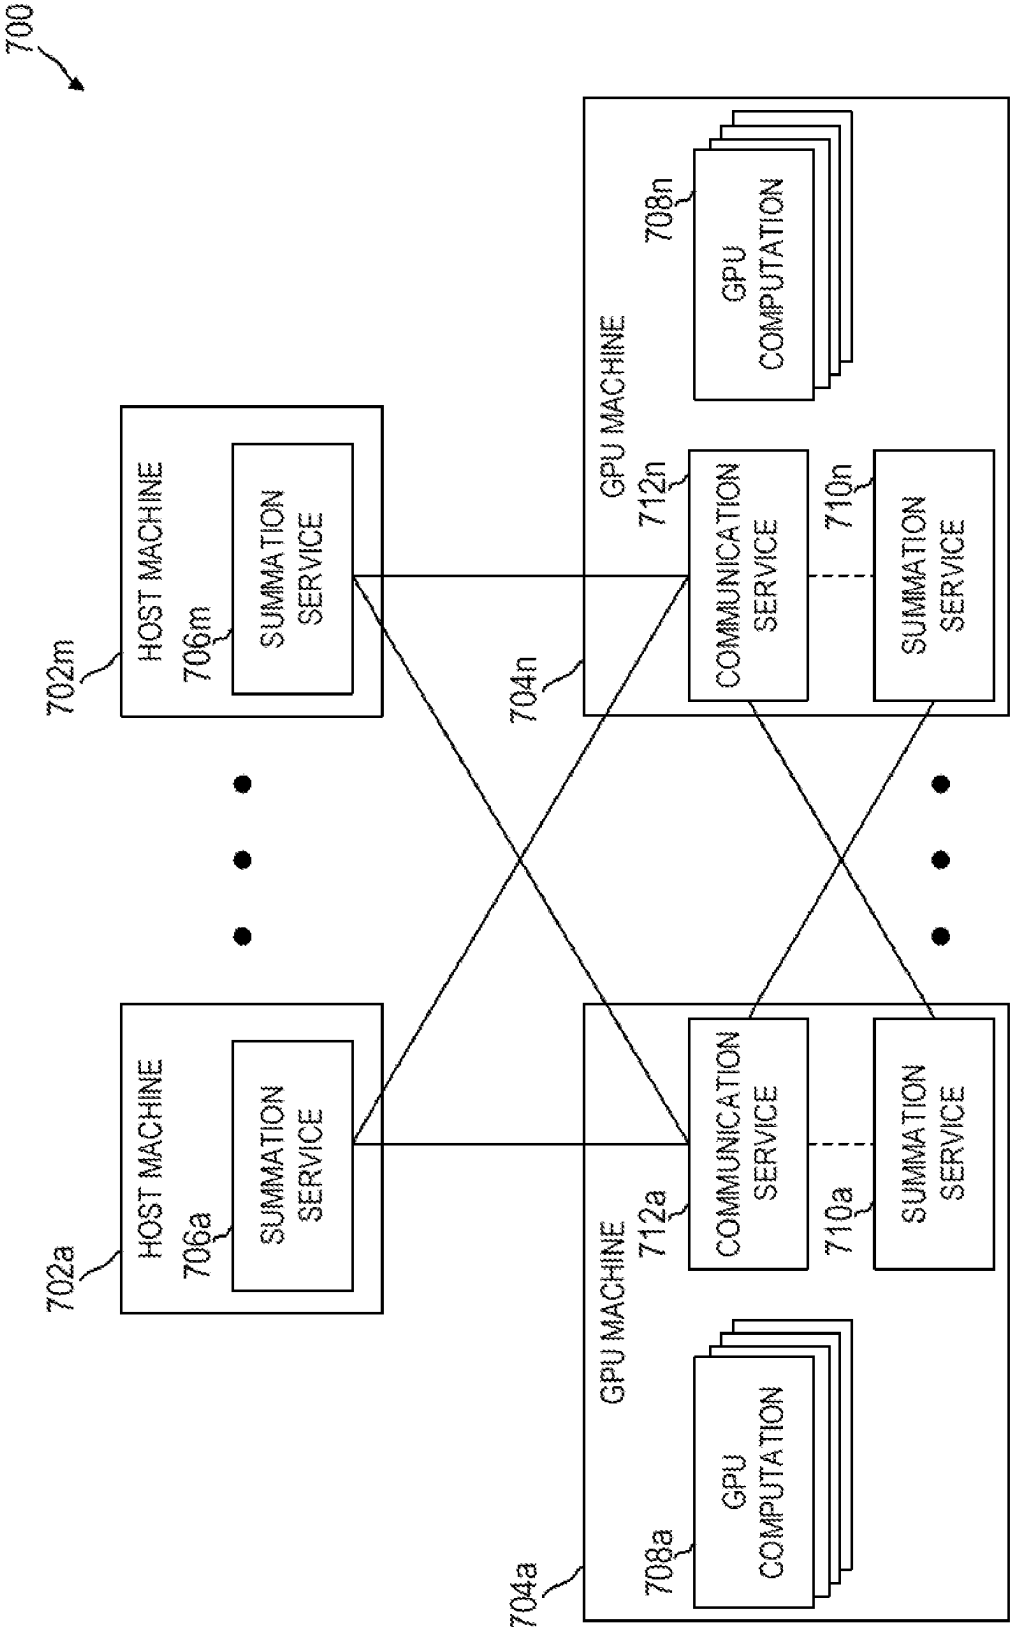 700
702a
HOST MACHINE
706a
SUMMATION
SERVICE
702m
HOST MACHINE
706m
SUMMATION
SERVICE
704a
GPU MACHINE
708a
GPU
COMPUTATION
712a
COMMUNICATION
SERVICE
710a
SUMMATION
SERVICE
704n
GPU MACHINE
712n
COMMUNICATION
SERVICE
710n
SUMMATION
SERVICE
708n
GPU
COMPUTATION